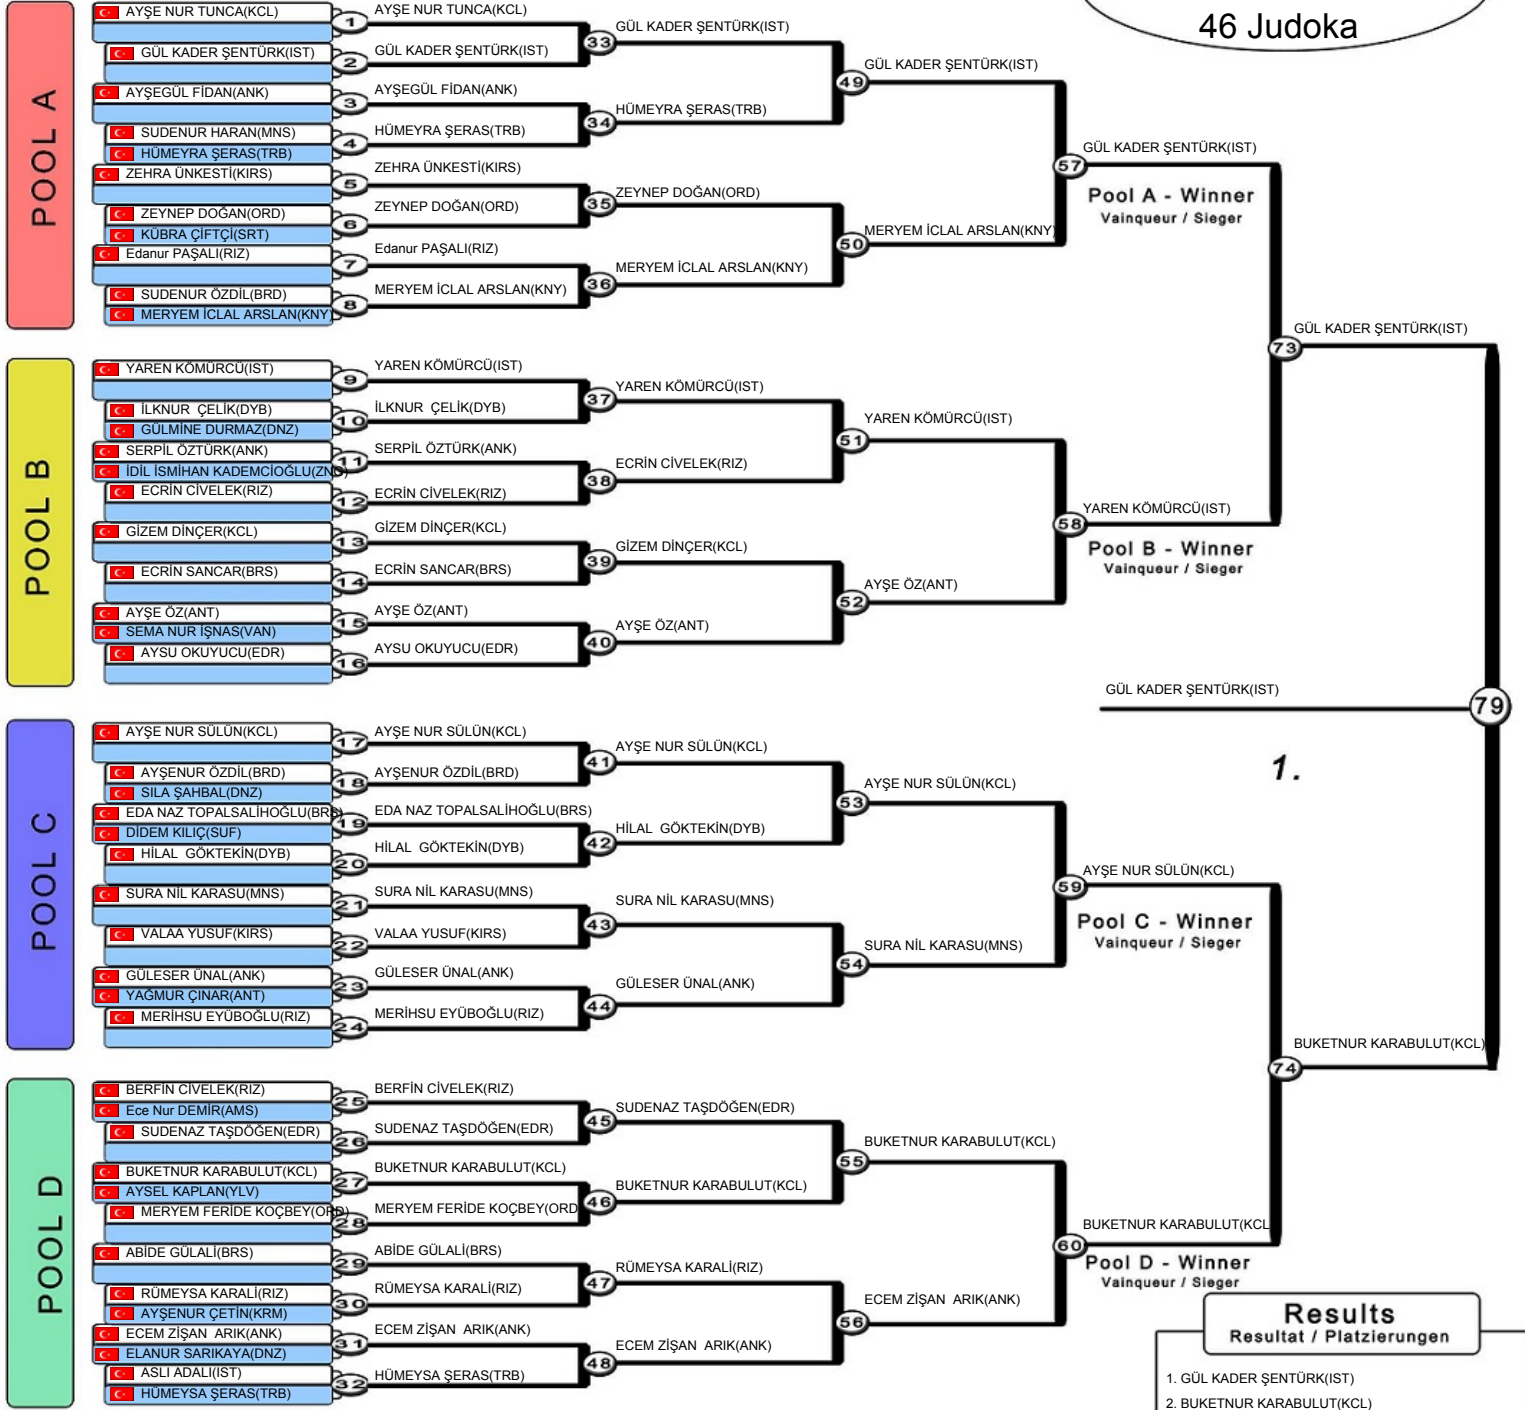 46 Judoka
POOL A
AYŞE NUR TUNCA(KCL)
GÜL KADER ŞENTÜRK(IST)
AYŞEGÜL FİDAN(ANK)
SUDENUR HARAN(MNS)
HÜMEYRA ŞERAS(TRB)
ZEHRA ÜNKESTİ(KIRS)
ZEYNEP DOĞAN(ORD)
KÜBRA ÇİFTÇİ(SRT)
Edanur PAŞALI(RIZ)
SUDENUR ÖZDİL(BRD)
MERYEM İCLAL ARSLAN(KNY)
1
2
3
4
5
6
7
8
AYŞE NUR TUNCA(KCL)
GÜL KADER ŞENTÜRK(IST)
AYŞEGÜL FİDAN(ANK)
HÜMEYRA ŞERAS(TRB)
ZEHRA ÜNKESTİ(KIRS)
ZEYNEP DOĞAN(ORD)
Edanur PAŞALI(RIZ)
MERYEM İCLAL ARSLAN(KNY)
33
34
35
36
GÜL KADER ŞENTÜRK(IST)
HÜMEYRA ŞERAS(TRB)
ZEYNEP DOĞAN(ORD)
MERYEM İCLAL ARSLAN(KNY)
49
50
GÜL KADER ŞENTÜRK(IST)
MERYEM İCLAL ARSLAN(KNY)
57
GÜL KADER ŞENTÜRK(IST)
Pool A - Winner
Vainqueur / Sieger
POOL B
YAREN KÖMÜRCÜ(IST)
İLKNUR  ÇELİK(DYB)
GÜLMİNE DURMAZ(DNZ)
SERPİL ÖZTÜRK(ANK)
İDİL İSMİHAN KADEMCİOĞLU(ZNG)
ECRİN CİVELEK(RIZ)
GİZEM DİNÇER(KCL)
ECRİN SANCAR(BRS)
AYŞE ÖZ(ANT)
SEMA NUR İŞNAS(VAN)
AYSU OKUYUCU(EDR)
9
10
11
12
13
14
15
16
YAREN KÖMÜRCÜ(IST)
İLKNUR  ÇELİK(DYB)
SERPİL ÖZTÜRK(ANK)
ECRİN CİVELEK(RIZ)
GİZEM DİNÇER(KCL)
ECRİN SANCAR(BRS)
AYŞE ÖZ(ANT)
AYSU OKUYUCU(EDR)
37
38
39
40
YAREN KÖMÜRCÜ(IST)
ECRİN CİVELEK(RIZ)
GİZEM DİNÇER(KCL)
AYŞE ÖZ(ANT)
51
52
YAREN KÖMÜRCÜ(IST)
AYŞE ÖZ(ANT)
58
YAREN KÖMÜRCÜ(IST)
Pool B - Winner
Vainqueur / Sieger
73
GÜL KADER ŞENTÜRK(IST)
GÜL KADER ŞENTÜRK(IST)
79
1.
POOL C
AYŞE NUR SÜLÜN(KCL)
AYŞENUR ÖZDİL(BRD)
SILA ŞAHBAL(DNZ)
EDA NAZ TOPALSALİHOĞLU(BRS)
DİDEM KILIÇ(SUF)
HİLAL  GÖKTEKİN(DYB)
SURA NİL KARASU(MNS)
VALAA YUSUF(KIRS)
GÜLESER ÜNAL(ANK)
YAĞMUR ÇINAR(ANT)
MERİHSU EYÜBOĞLU(RIZ)
17
18
19
20
21
22
23
24
AYŞE NUR SÜLÜN(KCL)
AYŞENUR ÖZDİL(BRD)
EDA NAZ TOPALSALİHOĞLU(BRS)
HİLAL  GÖKTEKİN(DYB)
SURA NİL KARASU(MNS)
VALAA YUSUF(KIRS)
GÜLESER ÜNAL(ANK)
MERİHSU EYÜBOĞLU(RIZ)
41
42
43
44
AYŞE NUR SÜLÜN(KCL)
HİLAL  GÖKTEKİN(DYB)
SURA NİL KARASU(MNS)
GÜLESER ÜNAL(ANK)
53
54
AYŞE NUR SÜLÜN(KCL)
SURA NİL KARASU(MNS)
59
AYŞE NUR SÜLÜN(KCL)
Pool C - Winner
Vainqueur / Sieger
POOL D
BERFİN CİVELEK(RIZ)
Ece Nur DEMİR(AMS)
SUDENAZ TAŞDÖĞEN(EDR)
BUKETNUR KARABULUT(KCL)
AYSEL KAPLAN(YLV)
MERYEM FERİDE KOÇBEY(ORD)
ABİDE GÜLALİ(BRS)
RÜMEYSA KARALİ(RIZ)
AYŞENUR ÇETİN(KRM)
ECEM ZİŞAN  ARIK(ANK)
ELANUR SARIKAYA(DNZ)
ASLI ADALI(IST)
HÜMEYSA ŞERAS(TRB)
25
26
27
28
29
30
31
32
BERFİN CİVELEK(RIZ)
SUDENAZ TAŞDÖĞEN(EDR)
BUKETNUR KARABULUT(KCL)
MERYEM FERİDE KOÇBEY(ORD
ABİDE GÜLALİ(BRS)
RÜMEYSA KARALİ(RIZ)
ECEM ZİŞAN  ARIK(ANK)
HÜMEYSA ŞERAS(TRB)
45
46
47
48
SUDENAZ TAŞDÖĞEN(EDR)
BUKETNUR KARABULUT(KCL)
RÜMEYSA KARALİ(RIZ)
ECEM ZİŞAN  ARIK(ANK)
55
56
BUKETNUR KARABULUT(KCL)
ECEM ZİŞAN  ARIK(ANK)
60
BUKETNUR KARABULUT(KCL
Pool D - Winner
Vainqueur / Sieger
74
BUKETNUR KARABULUT(KCL)
Results
Resultat / Platzierungen
1. GÜL KADER ŞENTÜRK(IST)
2. BUKETNUR KARABULUT(KCL)